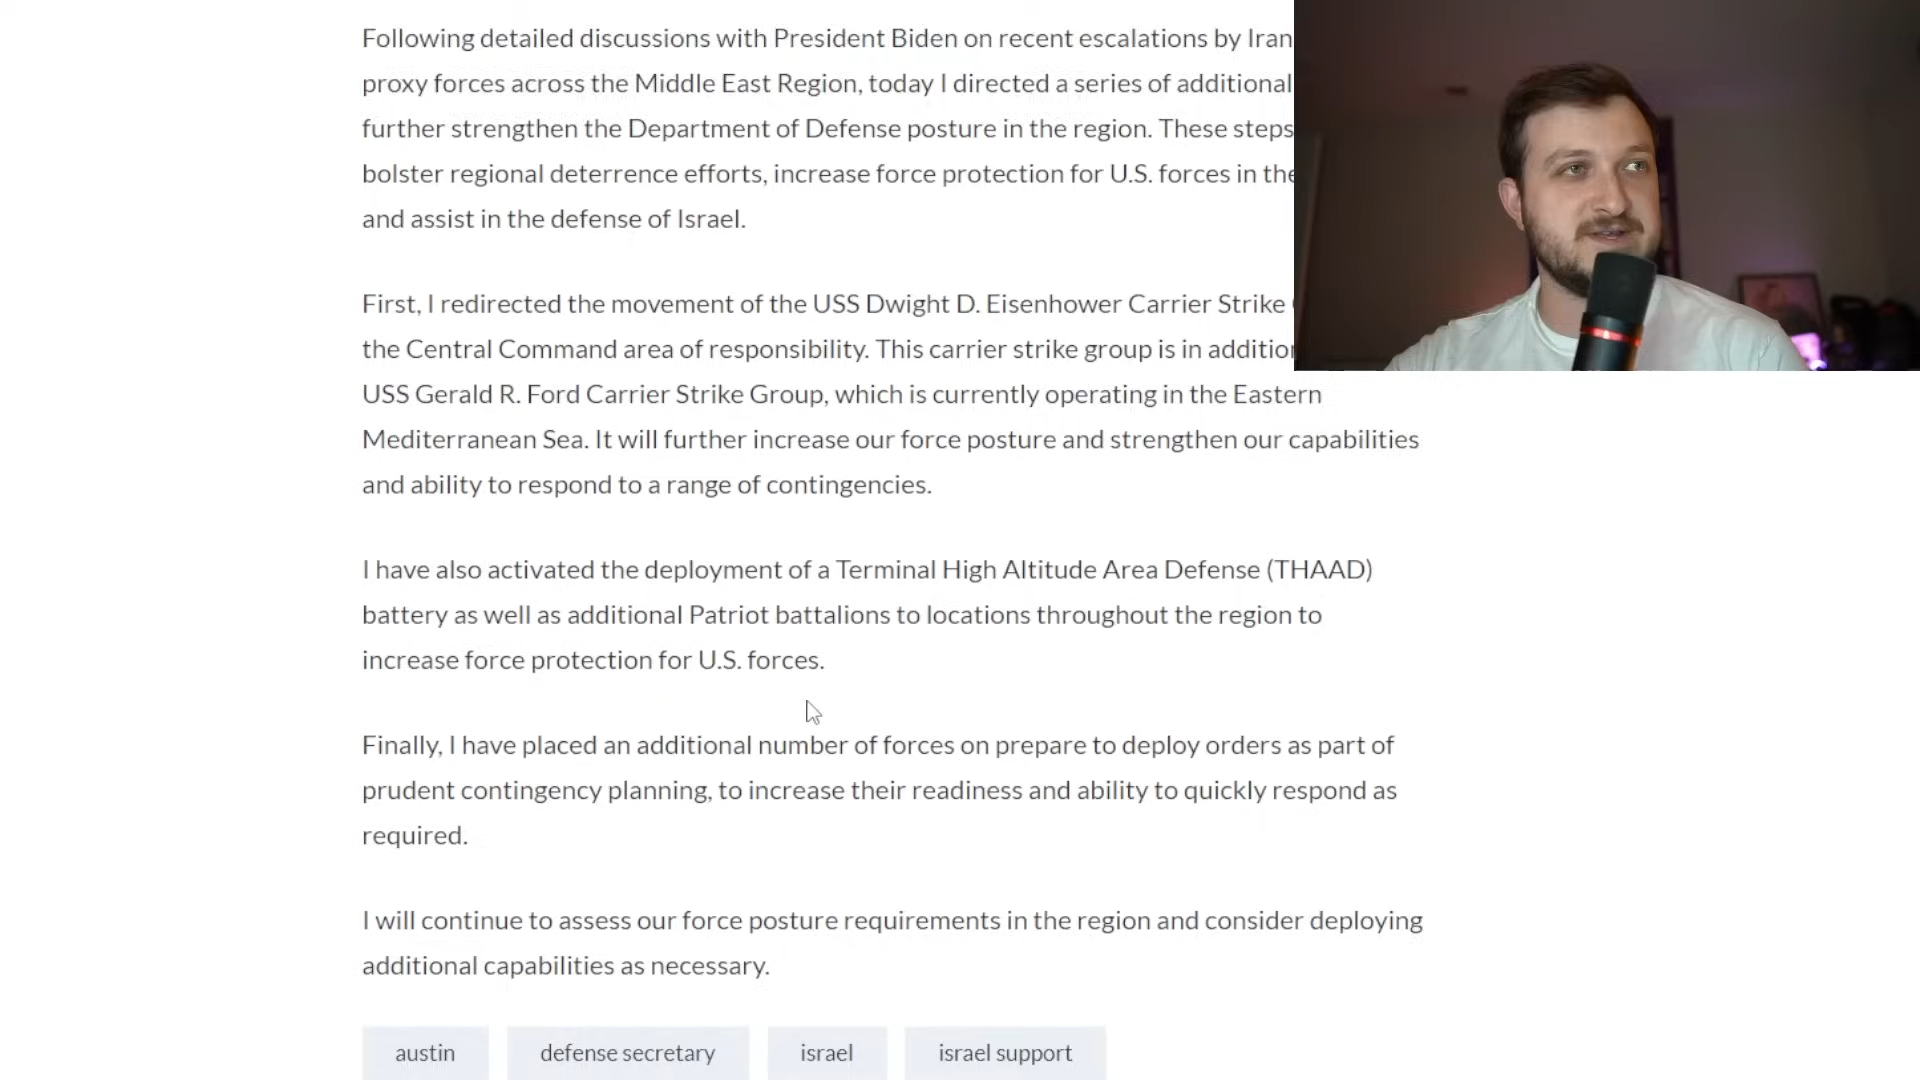 Following detailed discussions with President Biden on recent escalations by Iran
proxy forces across the Middle East Region, today I directed a series of additional
further strengthen the Department of Defense posture in the region. These steps
bolster regional deterrence efforts, increase force protection for U.S. forces in the
and assist in the defense of Israel.
First, I redirected the movement of the USS Dwight D. Eisenhower Carrier Strike
the Central Command area of responsibility. This carrier strike group is in addition
USS Gerald R. Ford Carrier Strike Group, which is currently operating in the Eastern
Mediterranean Sea. It will further increase our force posture and strengthen our capabilities
and ability to respond to a range of contingencies.
I have also activated the deployment of a Terminal High Altitude Area Defense (THAAD)
battery as well as additional Patriot battalions to locations throughout the region to
increase force protection for U.S. forces.
Finally, I have placed an additional number of forces on prepare to deploy orders as part of
prudent contingency planning, to increase their readiness and ability to quickly respond as
required.
I will continue to assess our force posture requirements in the region and consider deploying
additional capabilities as necessary.
austin defense secretary israel israel support